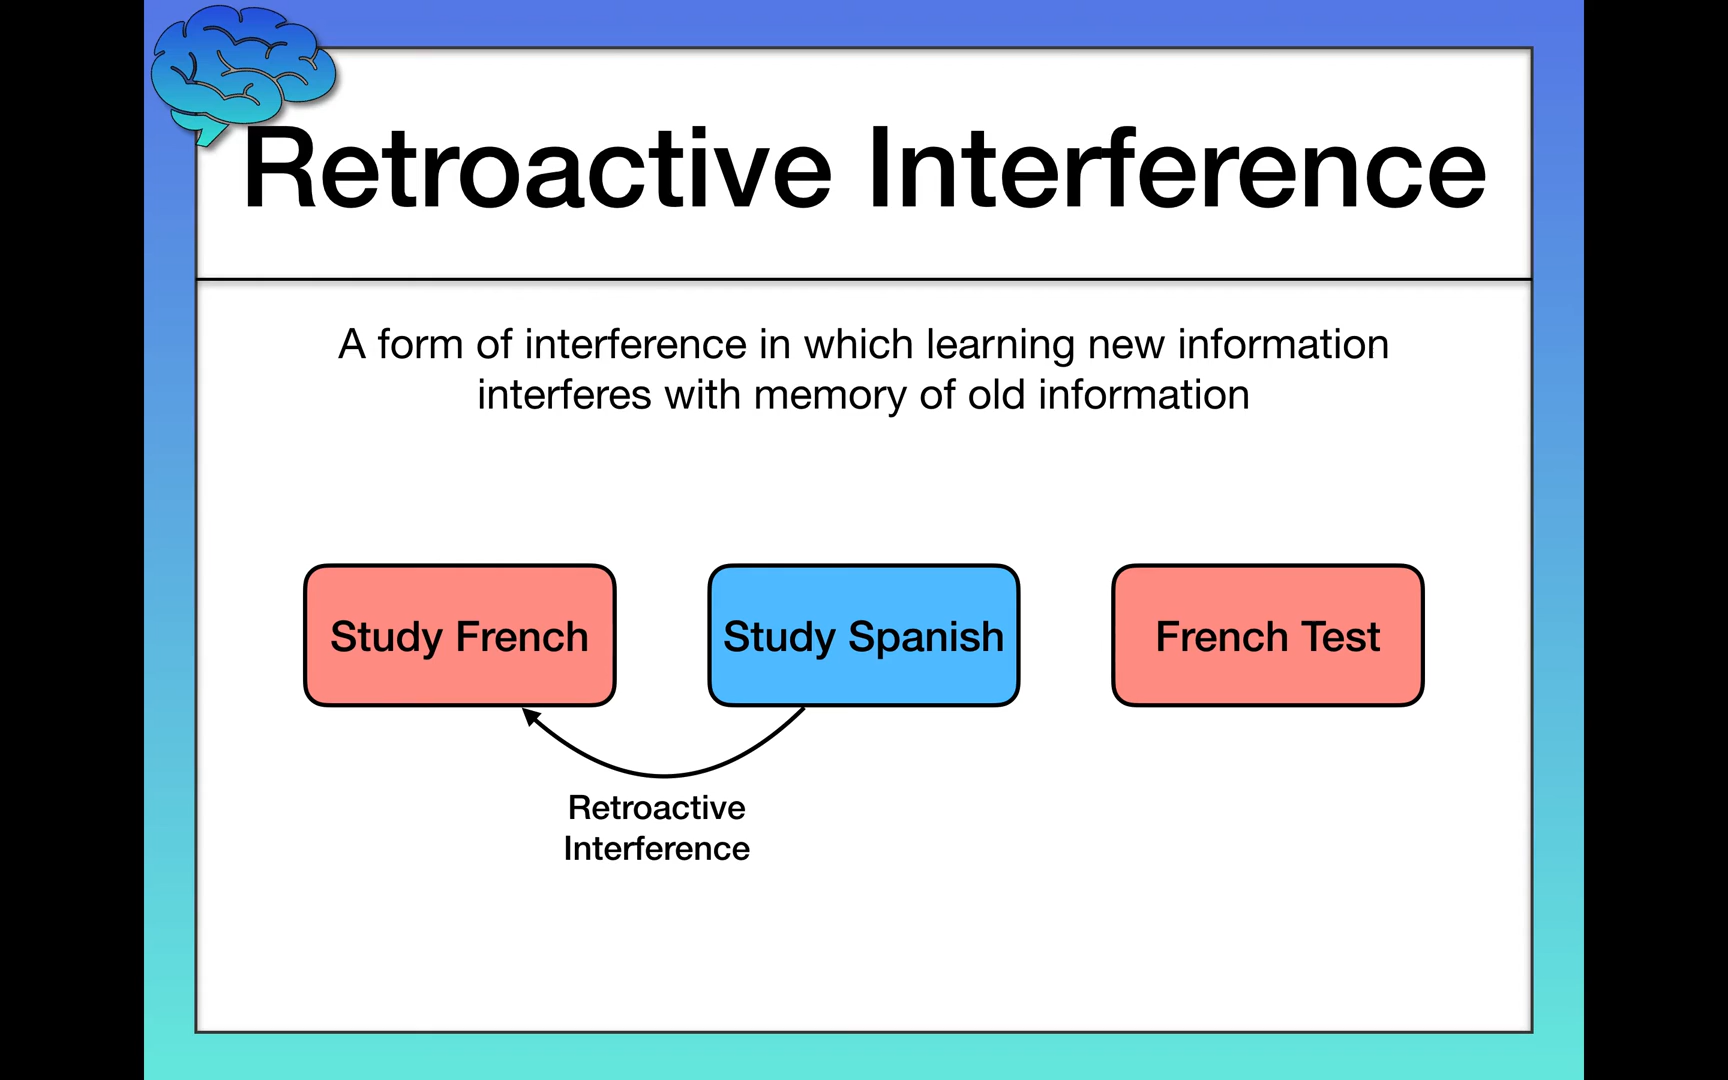 Retroactive Interference
A form of interference in which learning new information
interferes with memory of old information
Study French
Study Spanish
French Test
Retroactive
Interference